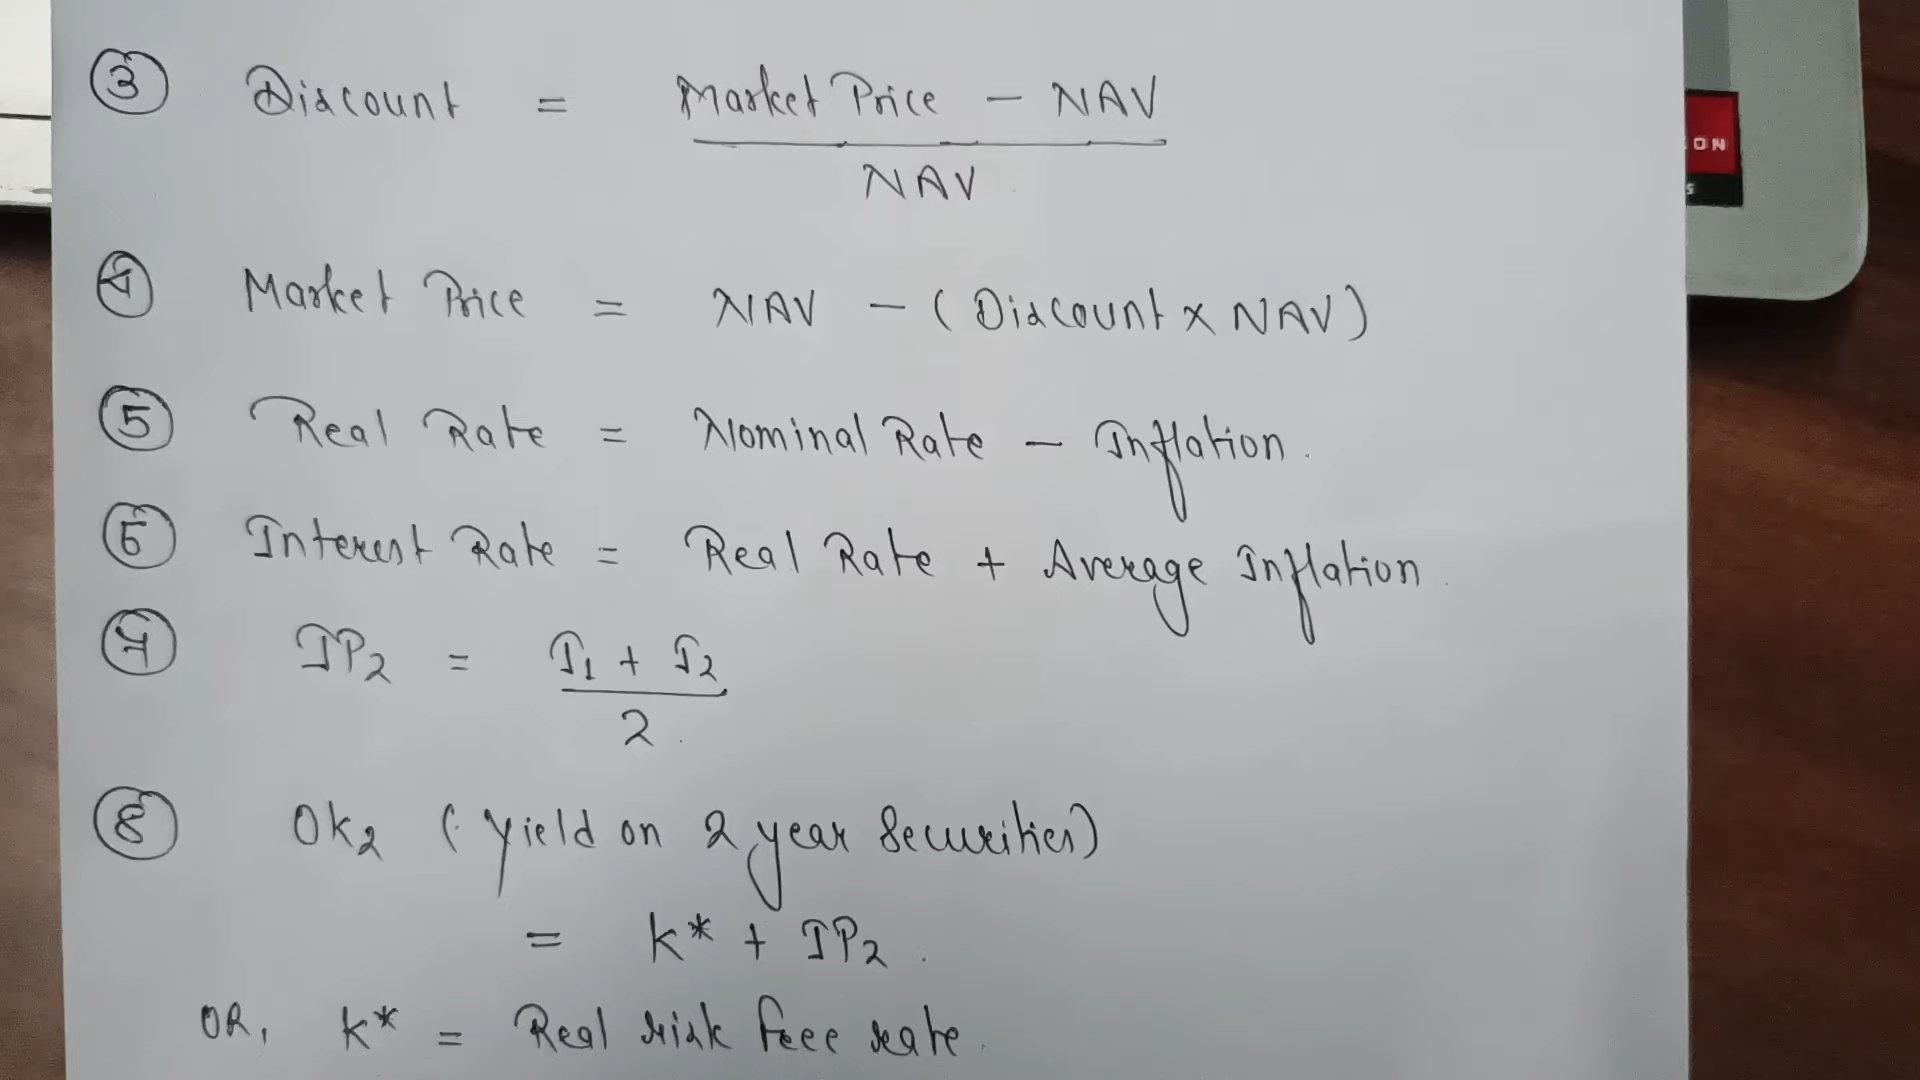 ③ Discount = Market Price - NAV
NAV
④ Market Price = NAV - (Discount x NAV)
⑤ Real Rate = Nominal Rate - Inflation.
⑥ Interest Rate = Real Rate + Average Inflation.
⑦ IP2 = I1 + I2
2
⑧ OK2 (Yield on 2 year Securities)
= K* + IP2.
OR, K* = Real risk free rate.
ON
S